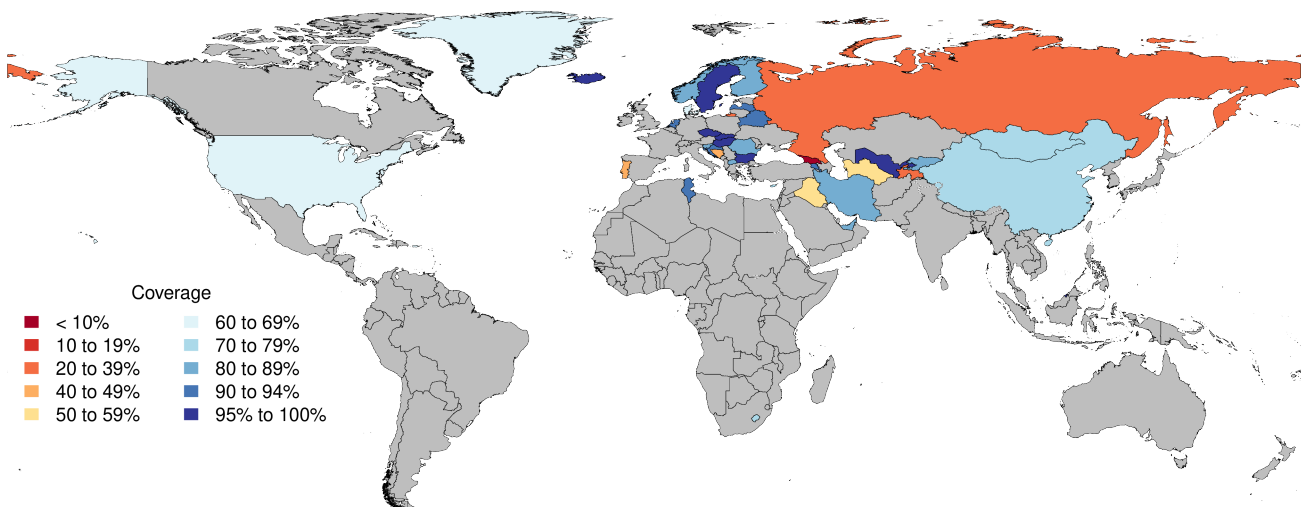 Coverage
< 10%
10 to 19%
20 to 39%
40 to 49%
50 to 59%
60 to 69%
70 to 79%
80 to 89%
90 to 94%
95% to 100%